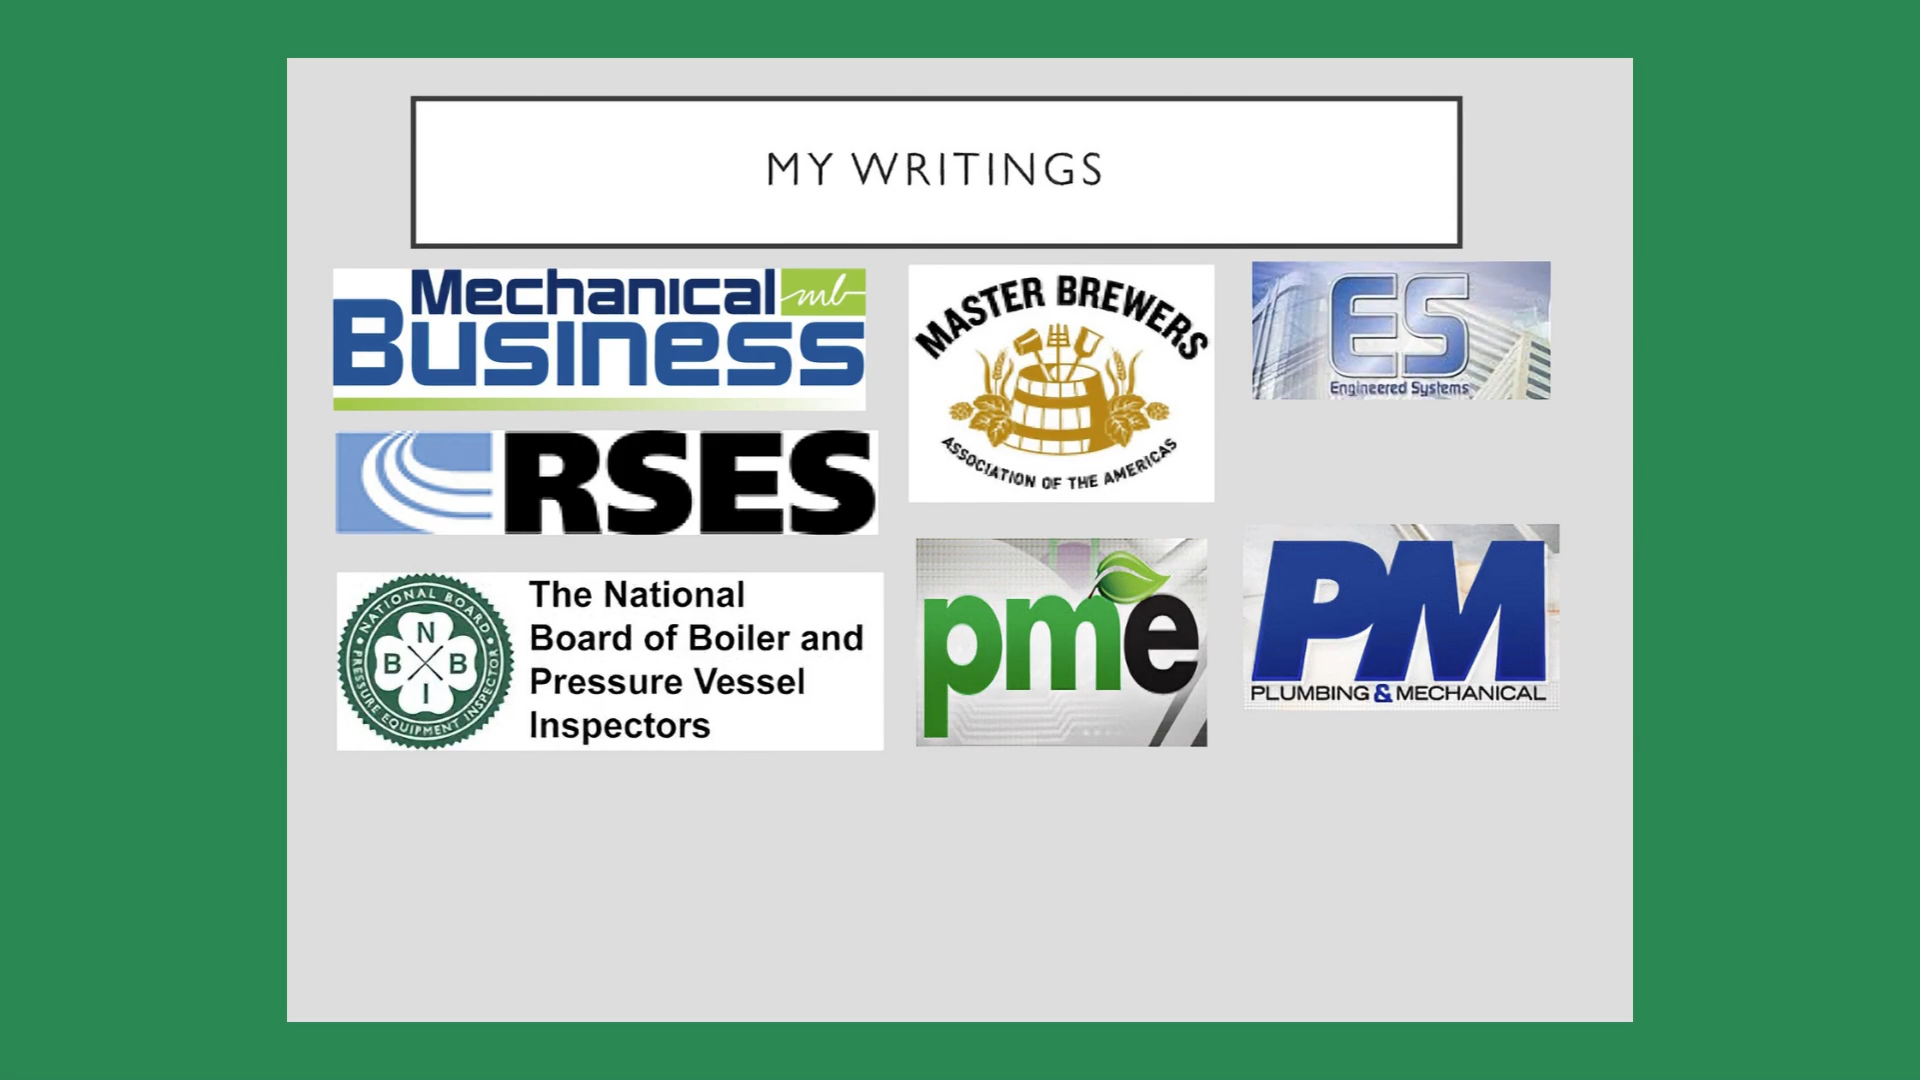 MY WRITINGS
Mechanical mb
Business
RSES
NATIONAL BOARD
N
B B
I
PRESSURE EQUIPMENT INSPECTOR
The National
Board of Boiler and
Pressure Vessel
Inspectors
MASTER BREWERS
ASSOCIATION OF THE AMERICAS
pme
ES
Engineered Systems
PM
PLUMBING & MECHANICAL